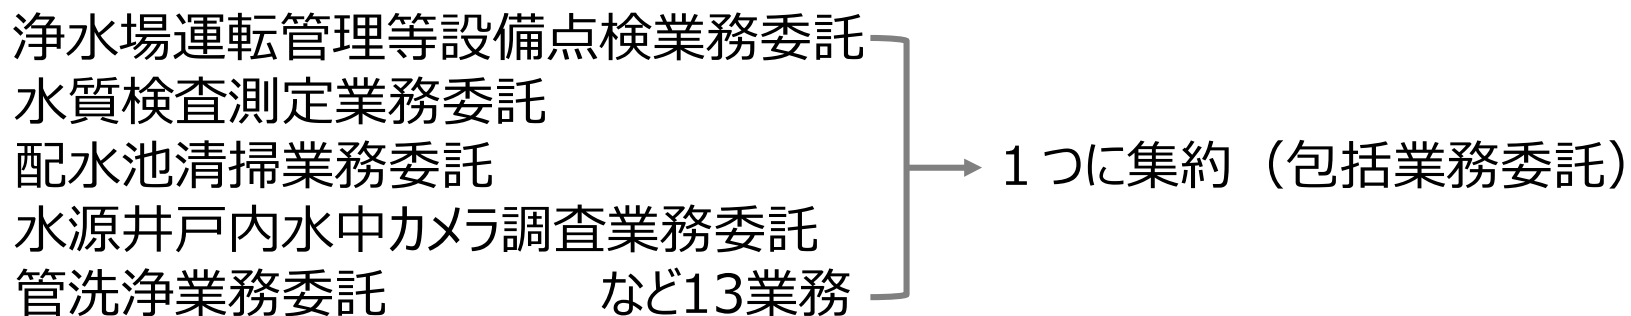 浄水場運転管理等設備点検業務委託
水質検査測定業務委託
配水池清掃業務委託
水源井戸内水中カメラ調査業務委託
管洗浄業務委託　　　　など13業務
１つに集約（包括業務委託）